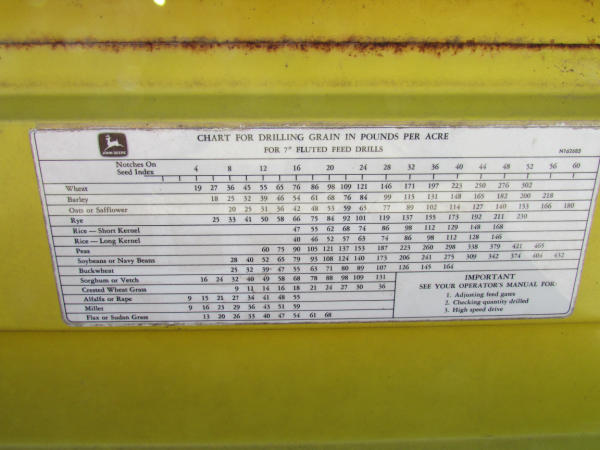 JOHN DEERE
CHART FOR DRILLING GRAIN IN POUNDS PER ACRE
FOR 7" FLUTED FEED DRILLS
N162683
Notches On
Seed Index
4 8 12 16 20 24 28 32 36 40 44 48 52 56 60
Wheat 19 27 36 45 55 65 76 86 98 109 121 146 171 197 223 250 276 302
Barley 18 25 32 39 46 54 61 68 76 84 99 115 131 148 165 182 200 218
Oats or Safflower 20 25 31 36 42 48 53 59 65 77 89 102 114 127 140 153 166 180
Rye 25 33 41 50 58 66 75 84 92 101 119 137 155 173 192 211 230
Rice — Short Kernel 47 55 62 68 74 86 98 112 129 148 168
Rice — Long Kernel 40 46 52 57 63 74 86 98 112 128 146
Peas 60 75 90 105 121 137 153 187 223 260 298 338 379 421 465
Soybeans or Navy Beans 28 40 52 65 79 93 108 124 140 173 206 241 275 309 342 374 404 432
Buckwheat 25 32 39 47 55 63 71 80 89 107 126 145 164
Sorghum or Vetch 16 24 32 40 49 58 68 78 88 98 109 131
Crested Wheat Grass 9 11 14 16 18 21 24 27 30 36
Alfalfa or Rape 9 15 21 27 34 41 48 55
Millet 9 16 23 29 36 43 51 59
Flax or Sudan Grass 13 20 26 33 40 47 54 61 68
IMPORTANT
SEE YOUR OPERATOR'S MANUAL FOR:
1. Adjusting feed gates
2. Checking quantity drilled
3. High speed drive